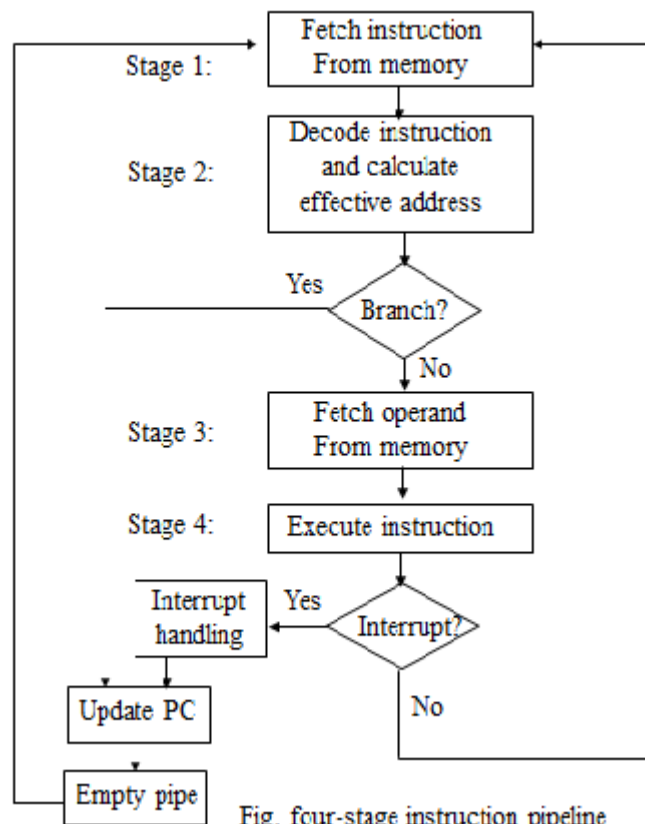 Fetch instruction
From memory
Stage 1:
Decode instruction
and calculate
effective address
Stage 2:
Yes
Branch?
No
Fetch operand
From memory
Stage 3:
Stage 4:
Execute instruction
Interrupt
handling
Yes
Interrupt?
Update PC
No
Empty pipe
Fig. four-stage instruction pipeline